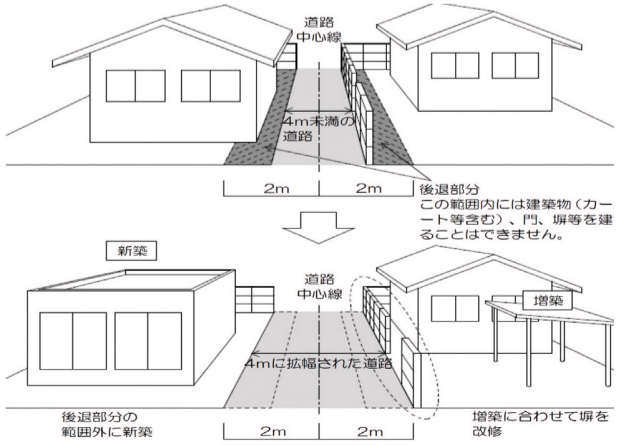 道路
中心線
4m未満の
道路
2m
2m
後退部分
この範囲内には建築物（カー
ート等含む）、門、塀等を建
ることはできません。
新築
道路
中心線
増築
4mに拡幅された道路
後退部分の
範囲外に新築
2m
2m
増築に合わせて塀を
改修